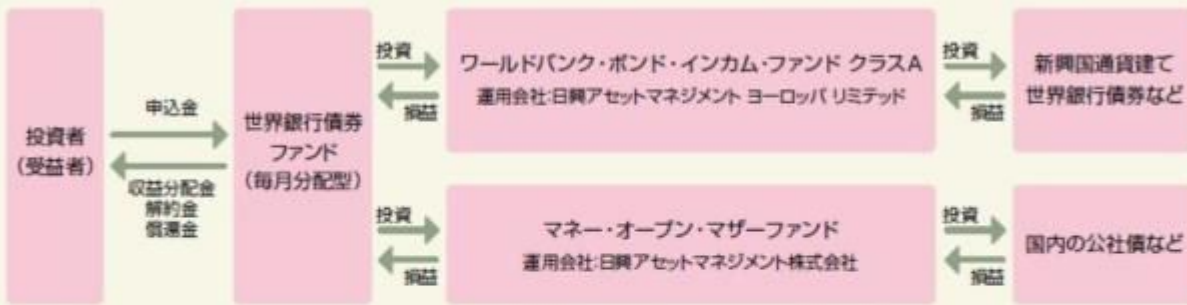 投資者
（受益者）
申込金
収益分配金
解約金
償還金
世界銀行債券
ファンド
（毎月分配型）
投資
損益
ワールドバンク・ボンド・インカム・ファンド クラスA
運用会社:日興アセットマネジメント ヨーロッパ リミテッド
投資
損益
新興国通貨建て
世界銀行債券など
投資
損益
マネー・オープン・マザーファンド
運用会社:日興アセットマネジメント株式会社
投資
損益
国内の公社債など